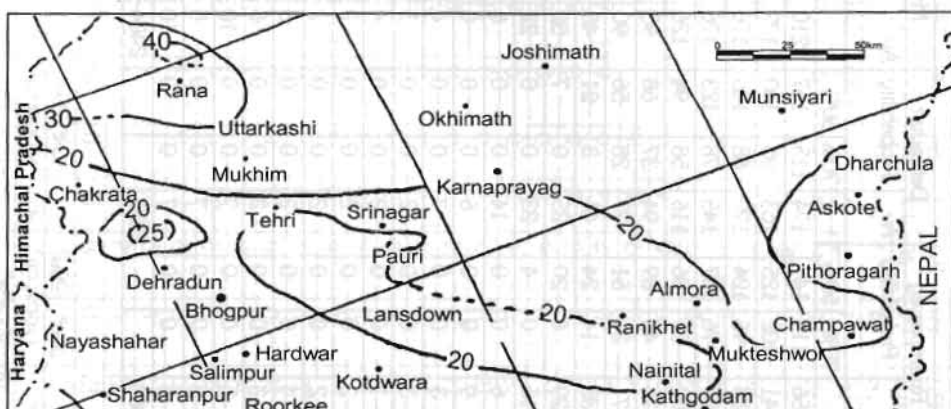 40
0 25 50km
Joshimath
Rana
Munsiyari
Okhimath
30
Uttarkashi
20
Mukhim
Dharchula
Chakrata
Karnaprayag
Askote
20
Tehri
Srinagar
20
25
Pauri
Pithoragarh
Dehradun
Almora
Bhogpur
Lansdown
20
Ranikhet
Champawat
Nayashahar
Mukteshwor
Hardwar
20
Salimpur
Kotdwara
Nainital
Shaharanpur
Roorkee
Kathgodam
Himachal Pradesh
Haryana
NEPAL